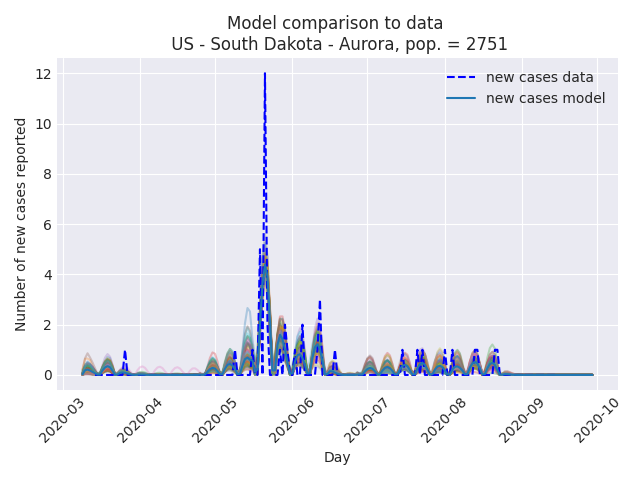 Model comparison to data
US - South Dakota - Aurora, pop. = 2751
new cases data
new cases model
Number of new cases reported
12
10
8
6
4
2
0
2020-03
2020-04
2020-05
2020-06
2020-07
2020-08
2020-09
2020-10
Day